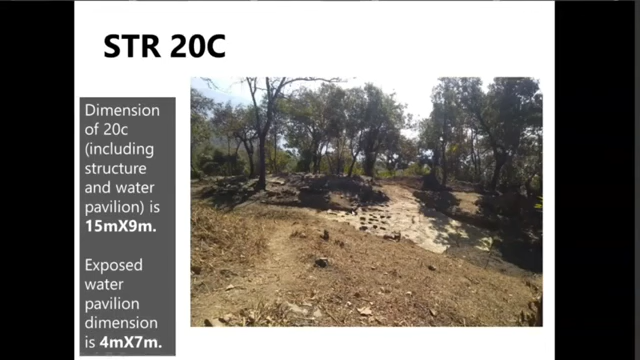 STR 20C
Dimension
of 20c
(including
structure
and water
pavilion) is
15mX9m.
Exposed
water
pavilion
dimension
is 4mX7m.